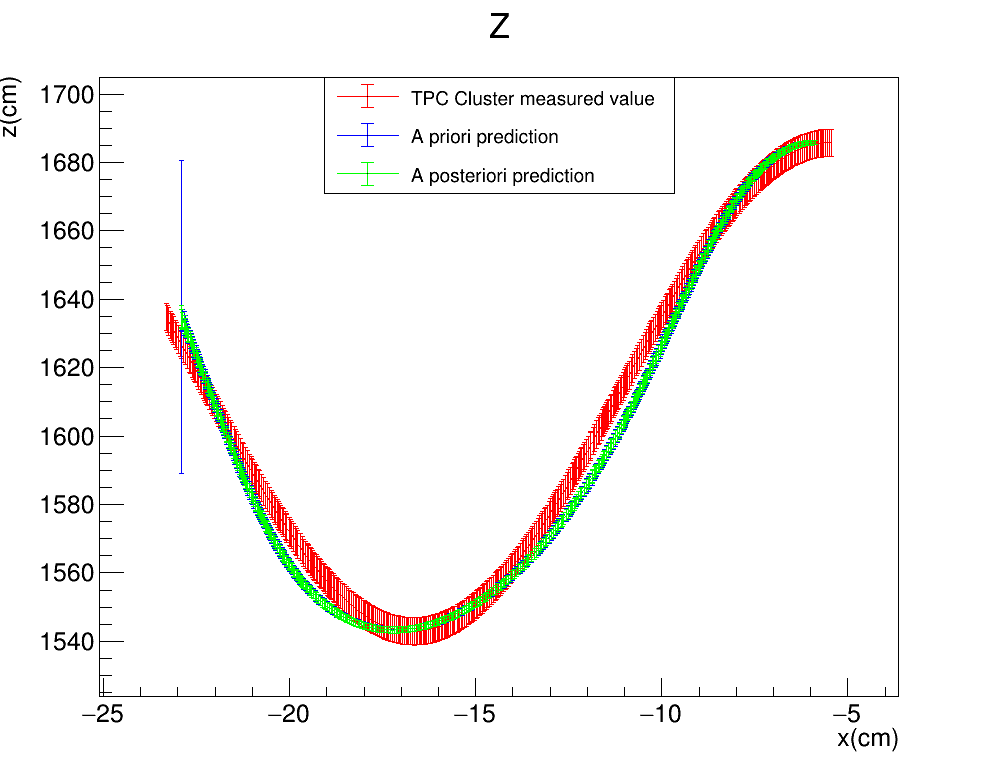 Z
z(cm)
TPC Cluster measured value
A priori prediction
A posteriori prediction
1700
1680
1660
1640
1620
1600
1580
1560
1540
−25 −20 −15 −10 −5
x(cm)